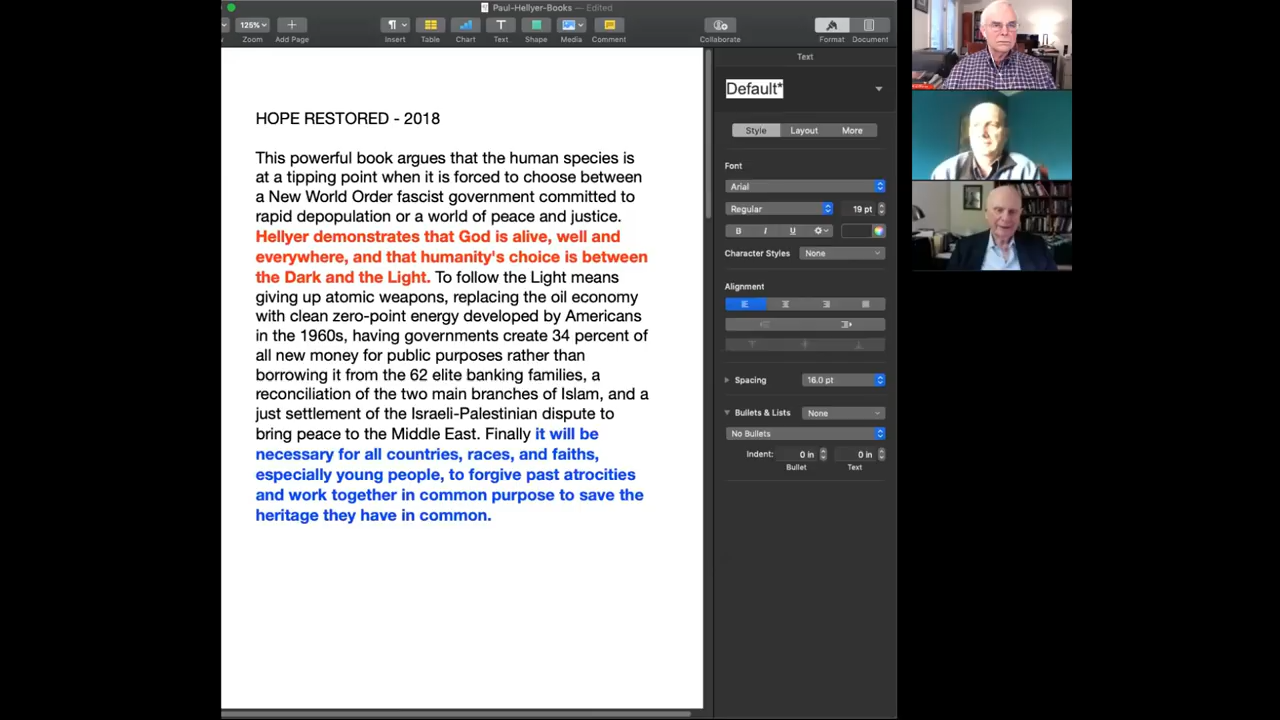 Paul-Hellyer-Books — Edited
125%
Zoom
Add Page
Insert
Table
Chart
Text
Shape
Media
Comment
Collaborate
Format
Document
HOPE RESTORED - 2018
This powerful book argues that the human species is
at a tipping point when it is forced to choose between
a New World Order fascist government committed to
rapid depopulation or a world of peace and justice.
Hellyer demonstrates that God is alive, well and
everywhere, and that humanity's choice is between
the Dark and the Light. To follow the Light means
giving up atomic weapons, replacing the oil economy
with clean zero-point energy developed by Americans
in the 1960s, having governments create 34 percent of
all new money for public purposes rather than
borrowing it from the 62 elite banking families, a
reconciliation of the two main branches of Islam, and a
just settlement of the Israeli-Palestinian dispute to
bring peace to the Middle East. Finally it will be
necessary for all countries, races, and faiths,
especially young people, to forgive past atrocities
and work together in common purpose to save the
heritage they have in common.
Text
Default*
Style
Layout
More
Font
Arial
Regular
19 pt
B
I
U
Character Styles
None
Alignment
Spacing
16.0 pt
Bullets & Lists
None
No Bullets
Indent:
0 in
0 in
Bullet
Text